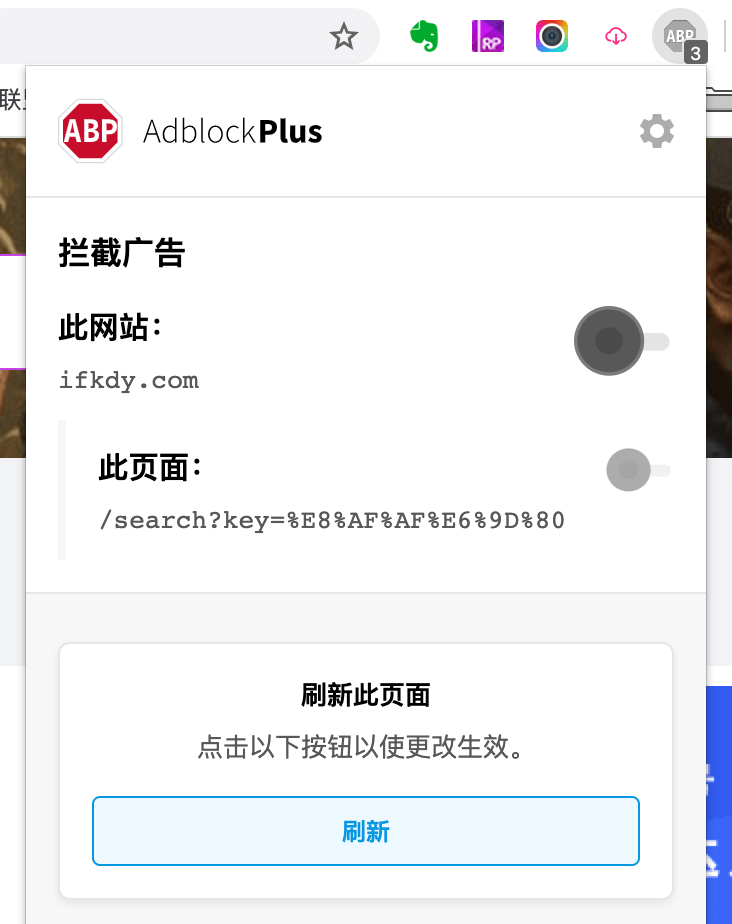 RP
ABP
3
联
ABP
AdblockPlus
拦截广告
此网站：
ifkdy.com
此页面：
/search?key=%E8%AF%AF%E6%9D%80
刷新此页面
点击以下按钮以使更改生效。
刷新